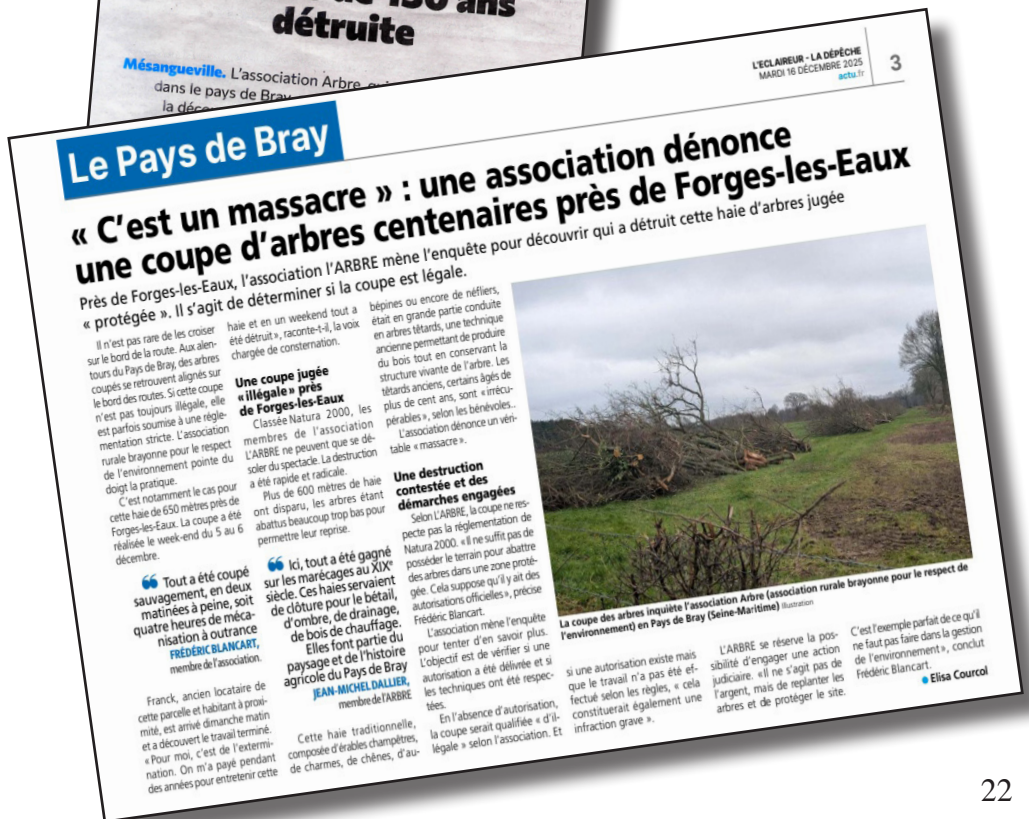 détruite
Mésangueville. L'association Arbre,
dans le pays de Bray
L'ECLAIREUR - LA DÉPÊCHE
MARDI 16 DÉCEMBRE 2025
actu.fr
3
Le Pays de Bray
« C'est un massacre » : une association dénonce
une coupe d'arbres centenaires près de Forges-les-Eaux
Près de Forges-les-Eaux, l'association l'ARBRE mène l'enquête pour découvrir qui a détruit cette haie d'arbres jugée
« protégée ». Il s'agit de déterminer si la coupe est légale.
Il n'est pas rare de les croiser
sur le bord de la route. Aux alen-
tours du Pays de Bray, des arbres
coupés se retrouvent alignés sur
le bord des routes. Si cette coupe
n'est pas toujours illégale, elle
est parfois soumise à une régle-
mentation stricte. L'association
rurale brayonne pour le respect
de l'environnement pointe du
doigt la pratique.
C'est notamment le cas pour
cette haie de 650 mètres près de
Forges-les-Eaux. La coupe a été
réalisée le week-end du 5 au 6
décembre.
Tout a été coupé
sauvagement, en deux
matinées à peine, soit
quatre heures de méca-
nisation à outrance
FRÉDÉRIC BLANCART,
membre de l'association.
Franck, ancien locataire de
cette parcelle et habitant à proxi-
mité, est arrivé dimanche matin
et a découvert le travail terminé.
« Pour moi, c'est de l'extermi-
nation. On m'a payé pendant
des années pour entretenir cette
haie et en un weekend tout a
été détruit », raconte-t-il, la voix
chargée de consternation.
Une coupe jugée
« illégale » près
de Forges-les-Eaux
Classée Natura 2000, les
membres de l'association
L'ARBRE ne peuvent que se dé-
soler du spectacle. La destruction
a été rapide et radicale.
Plus de 600 mètres de haie
ont disparu, les arbres étant
abattus beaucoup trop bas pour
permettre leur reprise.
Ici, tout a été gagné
sur les marécages au XIXe
siècle. Ces haies servaient
de clôture pour le bétail,
d'ombre, de drainage,
de bois de chauffage.
Elles font partie du
paysage et de l'histoire
agricole du Pays de Bray
JEAN-MICHEL DALLIER,
membre de l'ARBRE
Cette haie traditionnelle,
composée d'érables champêtres,
de charmes, de chênes, d'au-
bépines ou encore de néfliers,
était en grande partie conduite
en arbres têtards, une technique
ancienne permettant de produire
du bois tout en conservant la
structure vivante de l'arbre. Les
têtards anciens, certains âgés de
plus de cent ans, sont « irrécu-
pérables », selon les bénévoles..
L'association dénonce un véri-
table « massacre ».
Une destruction
contestée et des
démarches engagées
Selon L'ARBRE, la coupe ne res-
pecte pas la réglementation de
Natura 2000. « Il ne suffit pas de
posséder le terrain pour abattre
des arbres dans une zone proté-
gée. Cela suppose qu'il y ait des
autorisations officielles », précise
Frédéric Blancart.
L'association mène l'enquête
pour tenter d'en savoir plus.
L'objectif est de vérifier si une
autorisation a été délivrée et si
les techniques ont été respec-
tées.
En l'absence d'autorisation,
la coupe serait qualifiée « d'il-
légale » selon l'association. Et
La coupe des arbres inquiète l'association Arbre (association rurale brayonne pour le respect de
l'environnement) en Pays de Bray (Seine-Maritime) Illustration
si une autorisation existe mais
que le travail n'a pas été ef-
fectué selon les règles, « cela
constituerait également une
infraction grave ».
L'ARBRE se réserve la pos-
sibilité d'engager une action
judiciaire. « Il ne s'agit pas de
l'argent, mais de replanter les
arbres et de protéger le site.
C'est l'exemple parfait de ce qu'il
ne faut pas faire dans la gestion
de l'environnement », conclut
Frédéric Blancart.
Elisa Courcol
22